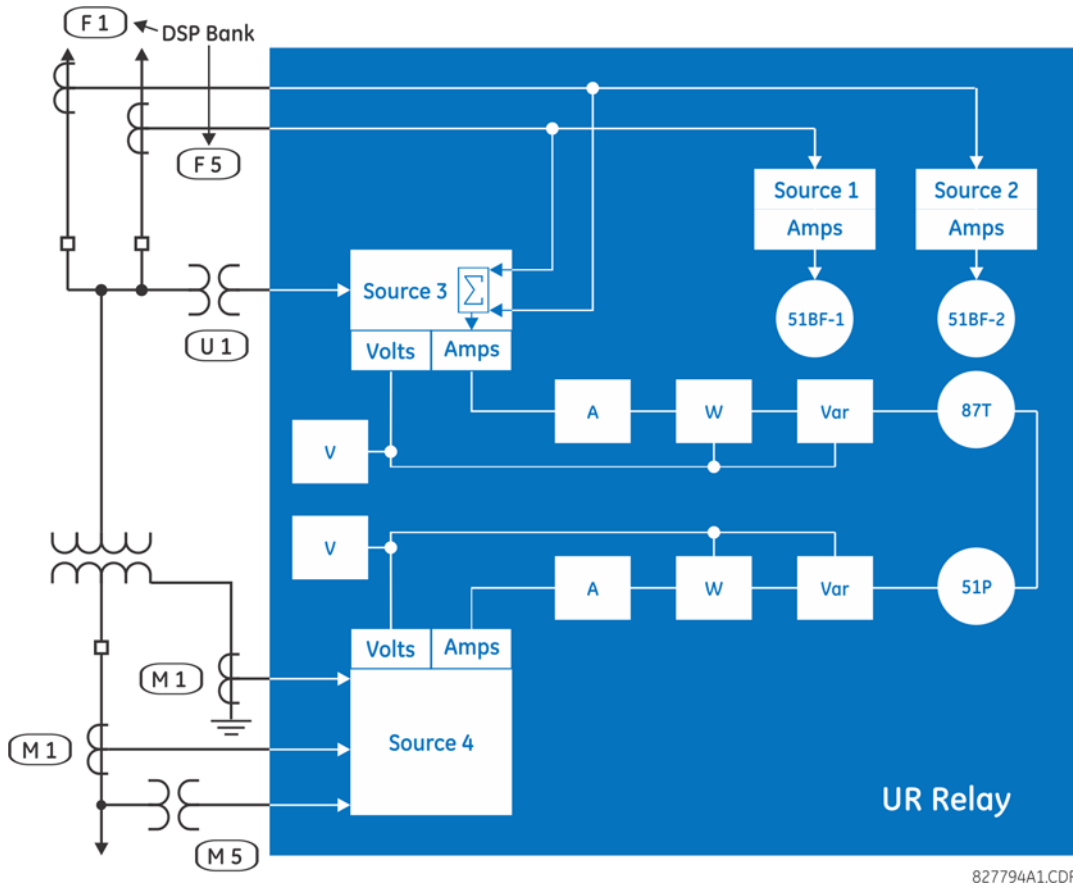 F 1
DSP Bank
F 5
Source 1
Amps
Source 2
Amps
Source 3
Σ
U 1
51BF-1
51BF-2
Volts
Amps
A
W
Var
87T
V
V
A
W
Var
51P
Volts
Amps
M 1
Source 4
M 1
UR Relay
M 5
827794A1.CDR